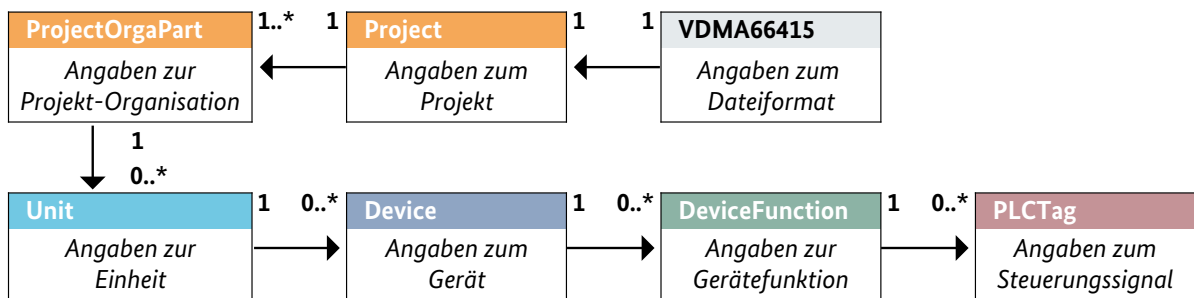 ProjectOrgaPart 1..* 1 Project 1 1 VDMA66415
Angaben zur
Projekt-Organisation
Angaben zum
Projekt
Angaben zum
Dateiformat
1
0..*
Unit 1 0..* Device 1 0..* DeviceFunction 1 0..* PLCTag
Angaben zur
Einheit
Angaben zum
Gerät
Angaben zur
Gerätefunktion
Angaben zum
Steuerungssignal